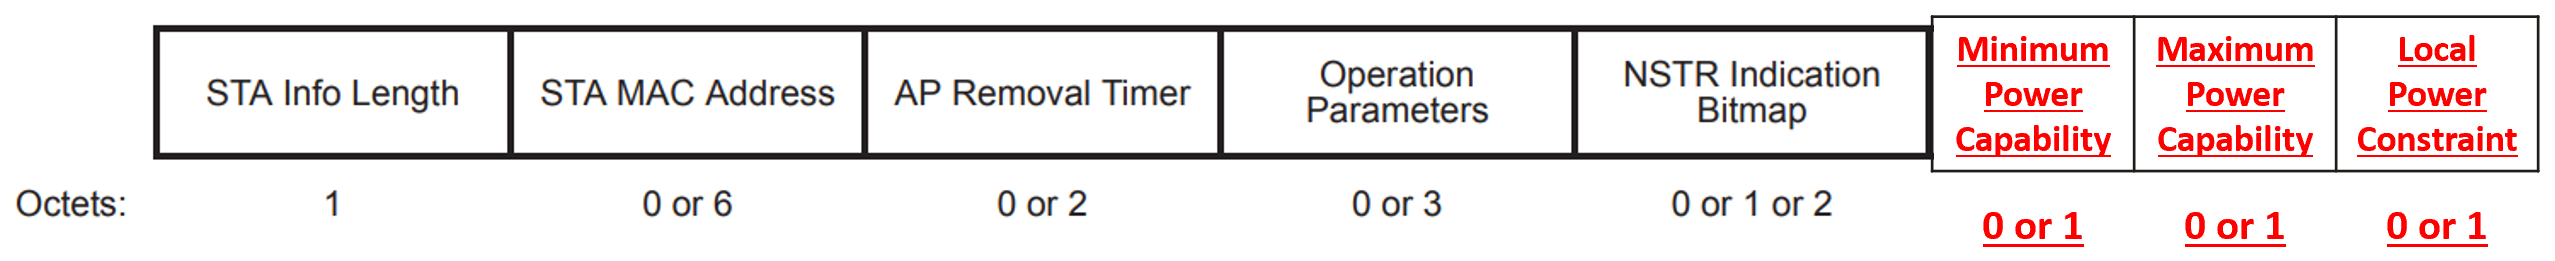 STA Info Length
STA MAC Address
AP Removal Timer
Operation
Parameters
NSTR Indication
Bitmap
Minimum
Power
Capability
Maximum
Power
Capability
Local
Power
Constraint
Octets: 1 0 or 6 0 or 2 0 or 3 0 or 1 or 2 0 or 1 0 or 1 0 or 1